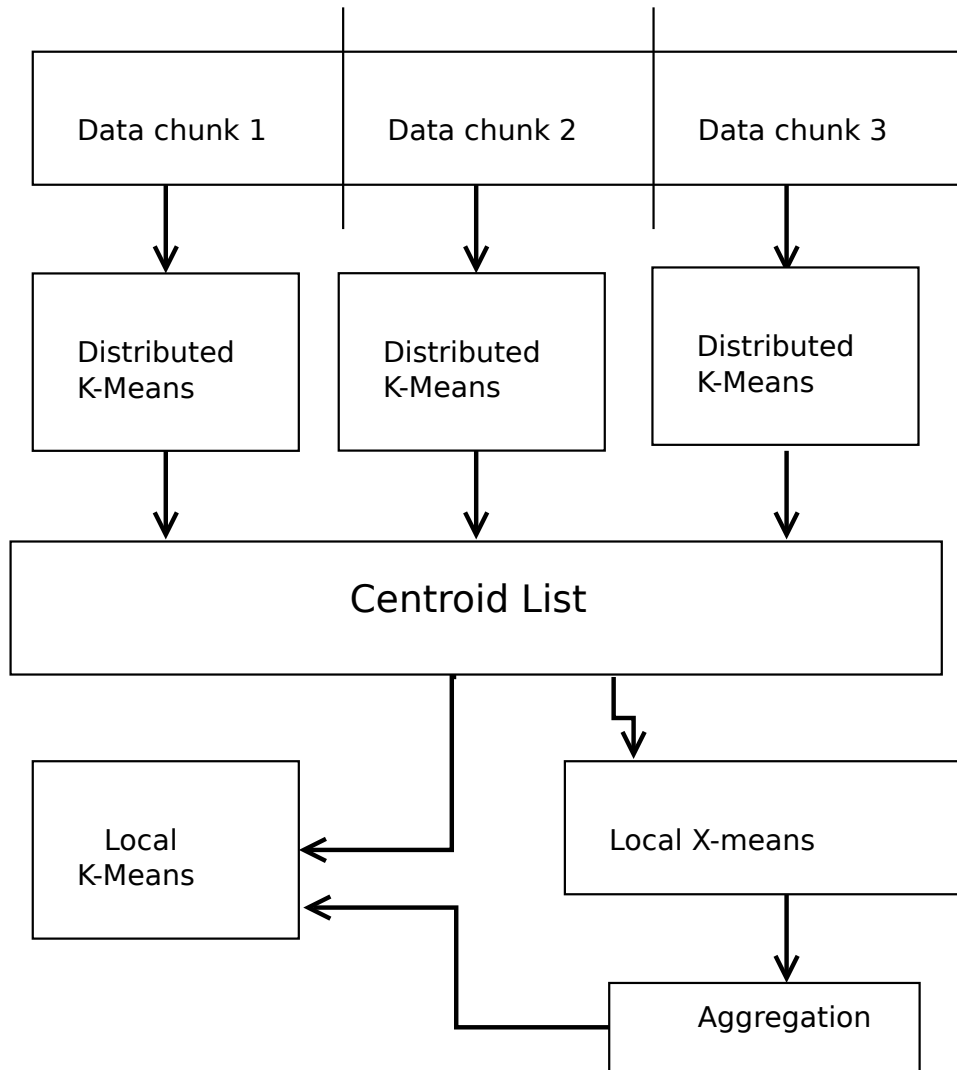 Data chunk 1
Data chunk 2
Data chunk 3
Distributed
K-Means
Distributed
K-Means
Distributed
K-Means
Centroid List
Local
K-Means
Local X-means
Aggregation